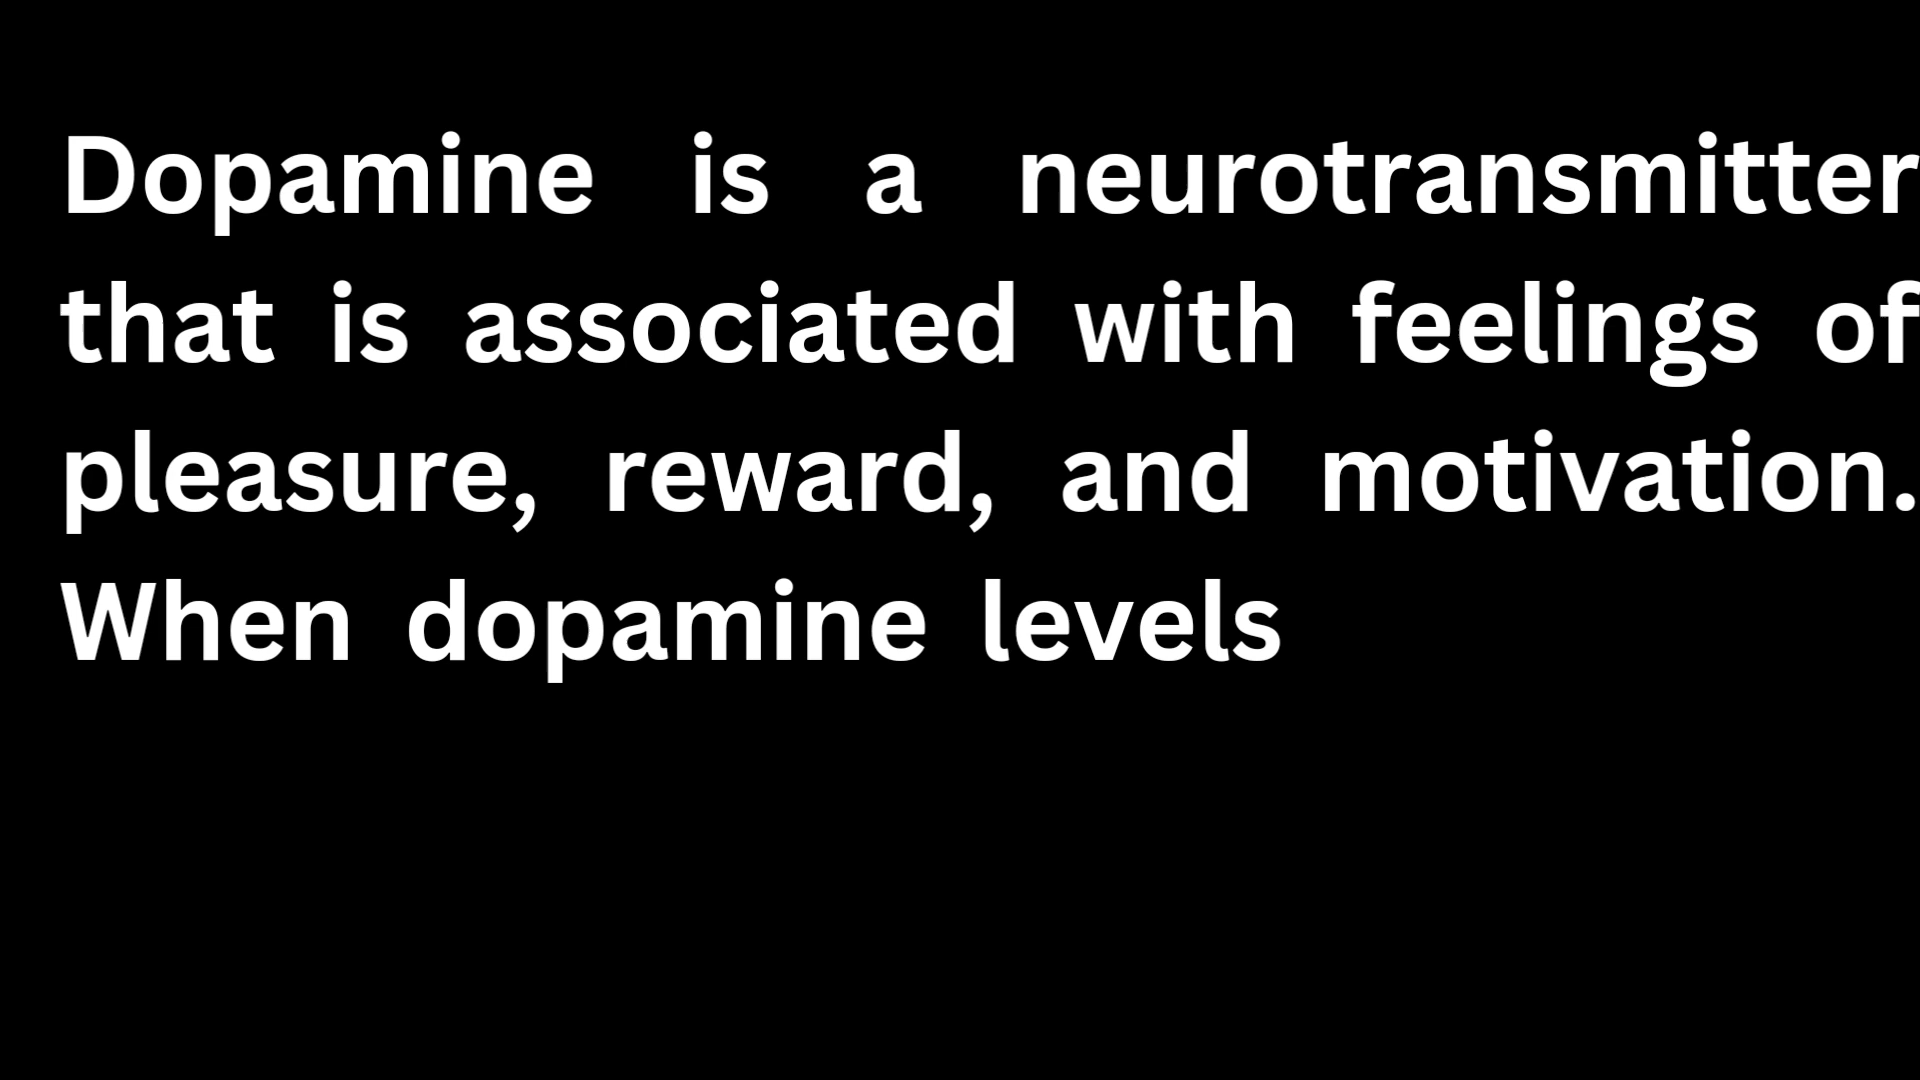 Dopamine is a neurotransmitter
that is associated with feelings of
pleasure, reward, and motivation.
When dopamine levels